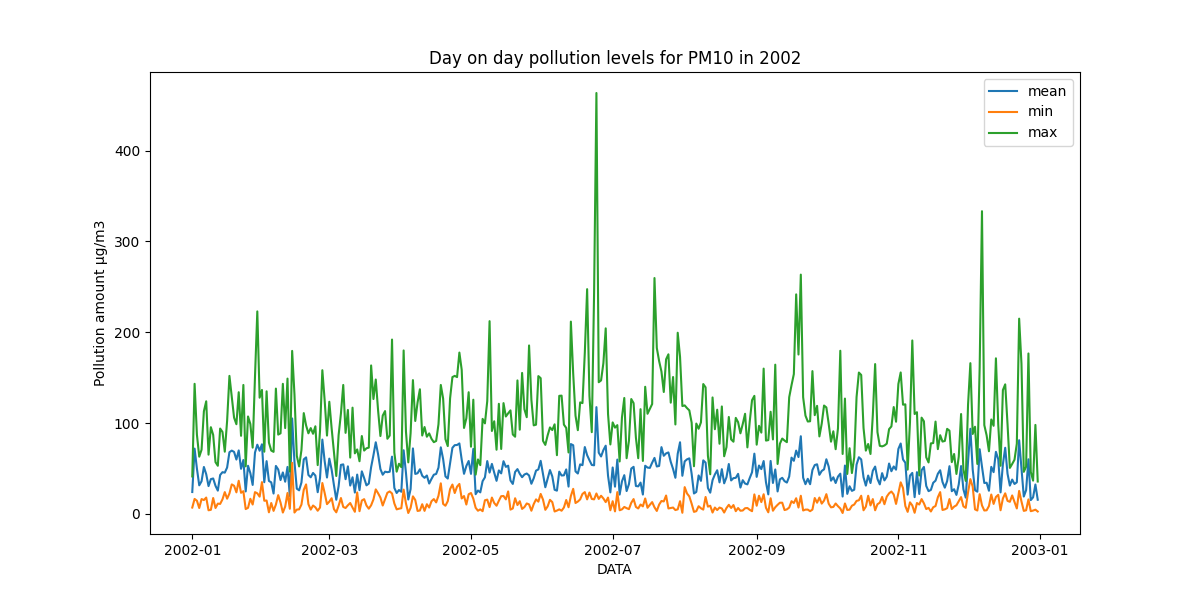 Day on day pollution levels for PM10 in 2002
mean
min
max
Pollution amount µg/m3
400
300
200
100
0
2002-01
2002-03
2002-05
2002-07
2002-09
2002-11
2003-01
DATA